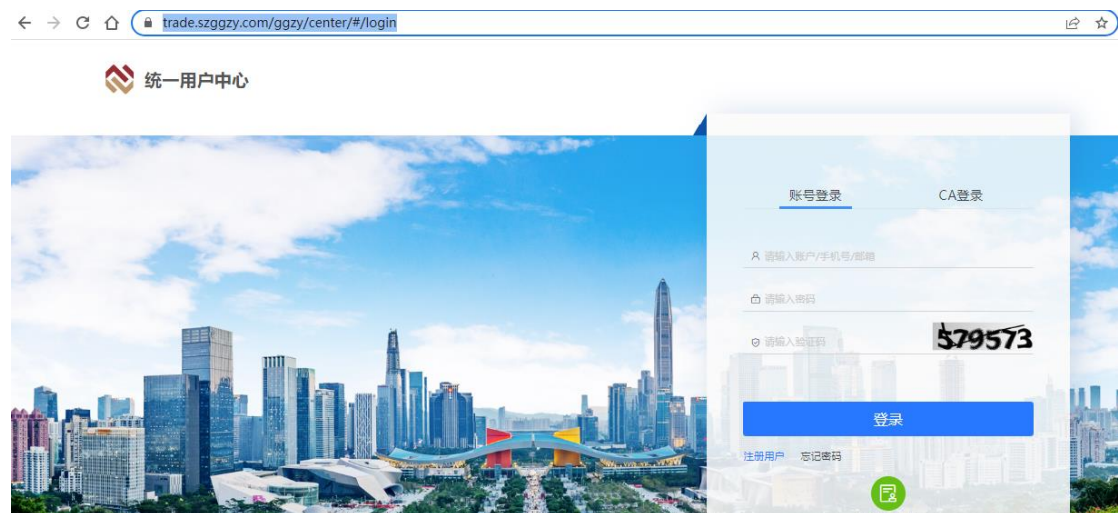 trade.szggzy.com/ggzy/center/#/login
统一用户中心
账号登录 CA登录
请输入账户/手机号/邮箱
请输入密码
请输入验证码 579573
登录
注册用户 忘记密码